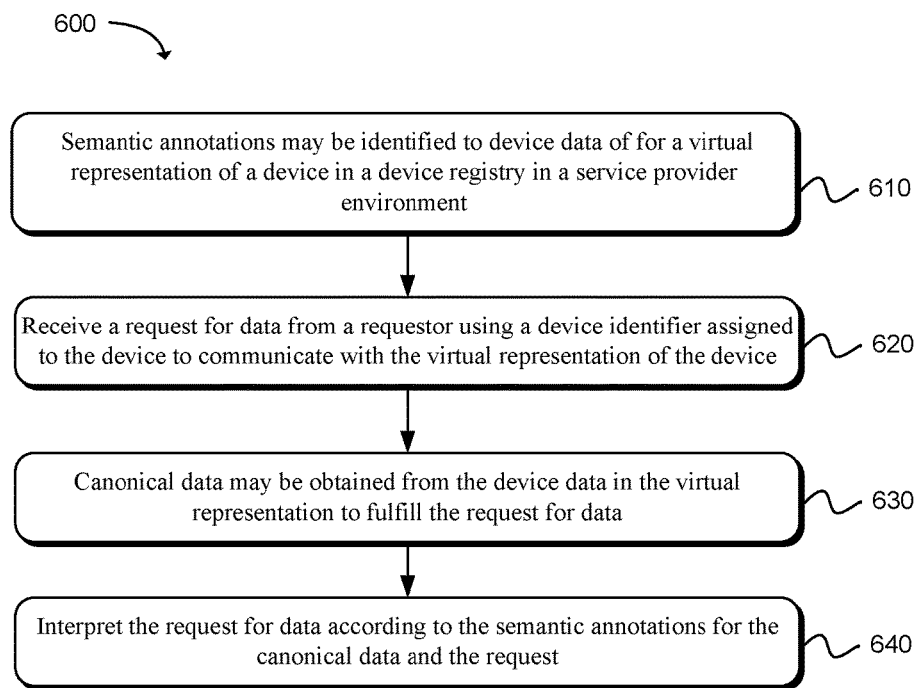 600
Semantic annotations may be identified to device data of for a virtual
representation of a device in a device registry in a service provider
environment
610
Receive a request for data from a requestor using a device identifier assigned
to the device to communicate with the virtual representation of the device
620
Canonical data may be obtained from the device data in the virtual
representation to fulfill the request for data
630
Interpret the request for data according to the semantic annotations for the
canonical data and the request
640